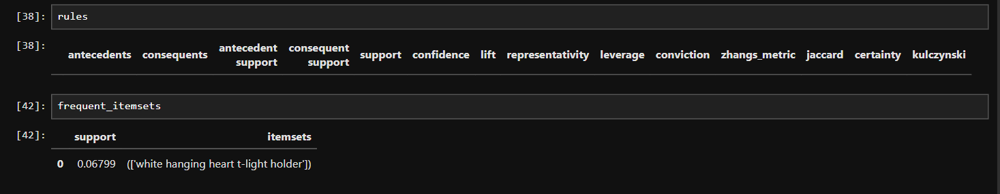 [38]: rules
[38]: antecedents consequents antecedent support consequent support support confidence lift representativity leverage conviction zhangs_metric jaccard certainty kulczynski
[42]: frequent_itemsets
[42]: support itemsets
0 0.06799 (['white hanging heart t-light holder'])